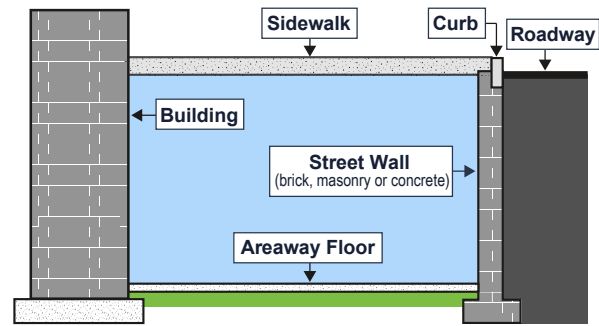 Sidewalk
Curb
Roadway
Building
Street Wall
(brick, masonry or concrete)
Areaway Floor